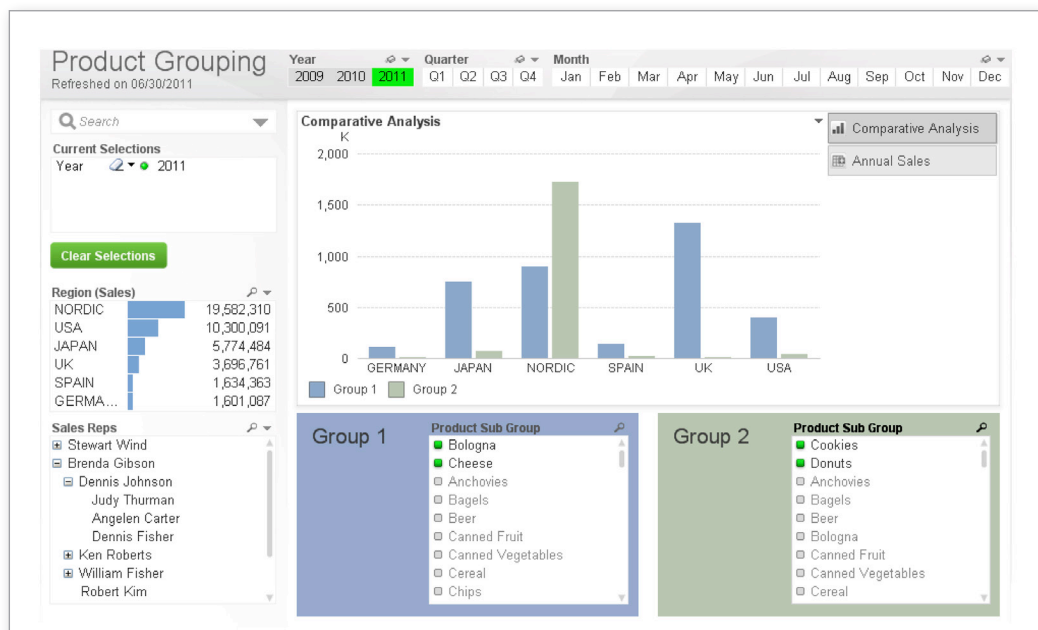 Product Grouping
Refreshed on 06/30/2011
Year
2009 2010 2011
Quarter
Q1 Q2 Q3 Q4
Month
Jan Feb Mar Apr May Jun Jul Aug Sep Oct Nov Dec
Search
Current Selections
Year 2011
Clear Selections
Region (Sales)
NORDIC 19,582,310
USA 10,300,091
JAPAN 5,774,484
UK 3,696,761
SPAIN 1,634,363
GERMA... 1,601,087
Sales Reps
Stewart Wind
Brenda Gibson
Dennis Johnson
Judy Thurman
Angelen Carter
Dennis Fisher
Ken Roberts
William Fisher
Robert Kim
Comparative Analysis
K
2,000
1,500
1,000
500
0
GERMANY JAPAN NORDIC SPAIN UK USA
Group 1 Group 2
Comparative Analysis
Annual Sales
Group 1
Product Sub Group
Bologna
Cheese
Anchovies
Bagels
Beer
Canned Fruit
Canned Vegetables
Cereal
Chips
Group 2
Product Sub Group
Cookies
Donuts
Anchovies
Bagels
Beer
Bologna
Canned Fruit
Canned Vegetables
Cereal